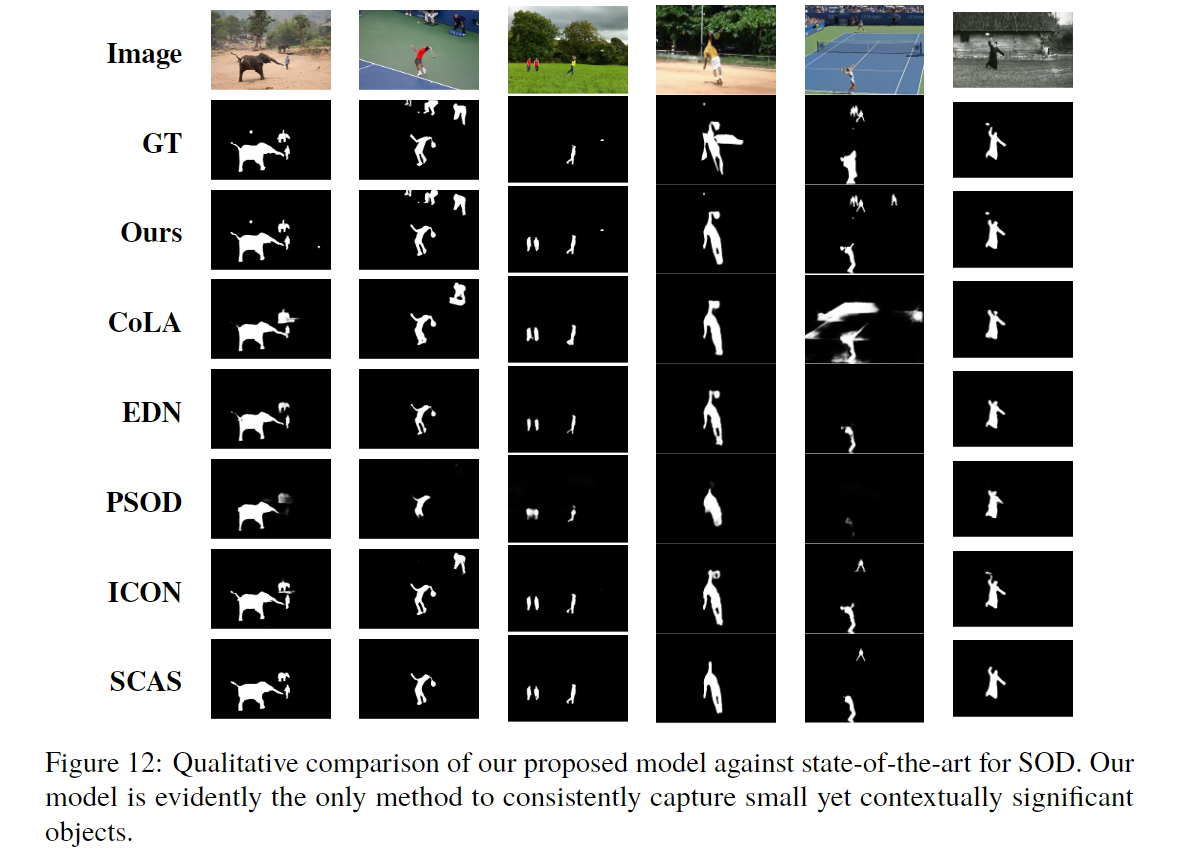 Image
GT
Ours
CoLA
EDN
PSOD
ICON
SCAS
Figure 12: Qualitative comparison of our proposed model against state-of-the-art for SOD. Our
model is evidently the only method to consistently capture small yet contextually significant
objects.